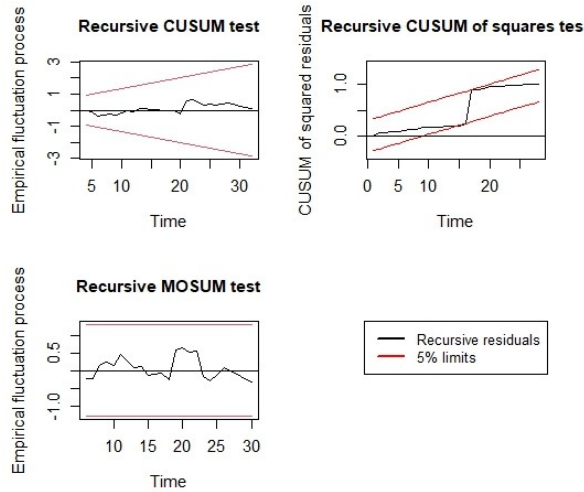 Recursive CUSUM test
Empirical fluctuation process
3
1
-1
-3
5
10
20
30
Time
Recursive CUSUM of squares tes
CUSUM of squared residuals
1.0
0.0
0
5
10
20
Time
Recursive MOSUM test
Empirical fluctuation process
0.5
-1.0
10
15
20
25
30
Time
Recursive residuals
5% limits